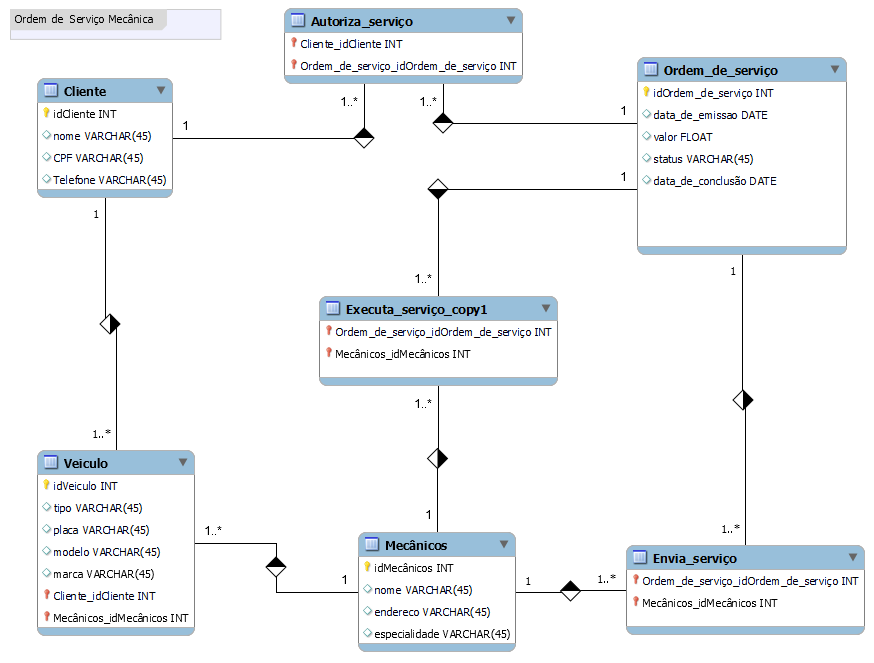 Ordem de Serviço Mecânica
Autoriza_serviço
Cliente_idCliente INT
Ordem_de_serviço_idOrdem_de_serviço INT
1..*
1..*
Cliente
idCliente INT
nome VARCHAR(45)
CPF VARCHAR(45)
Telefone VARCHAR(45)
1
1
Ordem_de_serviço
idOrdem_de_serviço INT
data_de_emissao DATE
valor FLOAT
status VARCHAR(45)
data_de_conclusão DATE
1
1
1
1..*
Executa_serviço_copy1
Ordem_de_serviço_idOrdem_de_serviço INT
Mecânicos_idMecânicos INT
1..*
1..*
Veiculo
idVeiculo INT
tipo VARCHAR(45)
placa VARCHAR(45)
modelo VARCHAR(45)
marca VARCHAR(45)
Cliente_idCliente INT
Mecânicos_idMecânicos INT
1..*
1
1
Mecânicos
idMecânicos INT
nome VARCHAR(45)
endereco VARCHAR(45)
especialidade VARCHAR(45)
1
1..*
1..*
Envia_serviço
Ordem_de_serviço_idOrdem_de_serviço INT
Mecânicos_idMecânicos INT